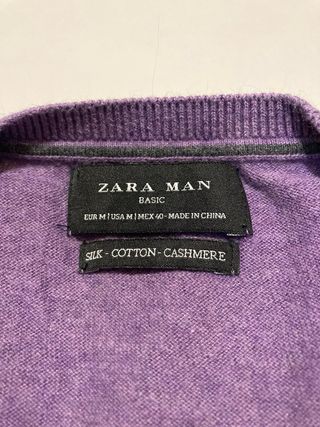 ZARA MAN
BASIC
EUR M | USA M | MEX 40 - MADE IN CHINA
SILK - COTTON - CASHMERE